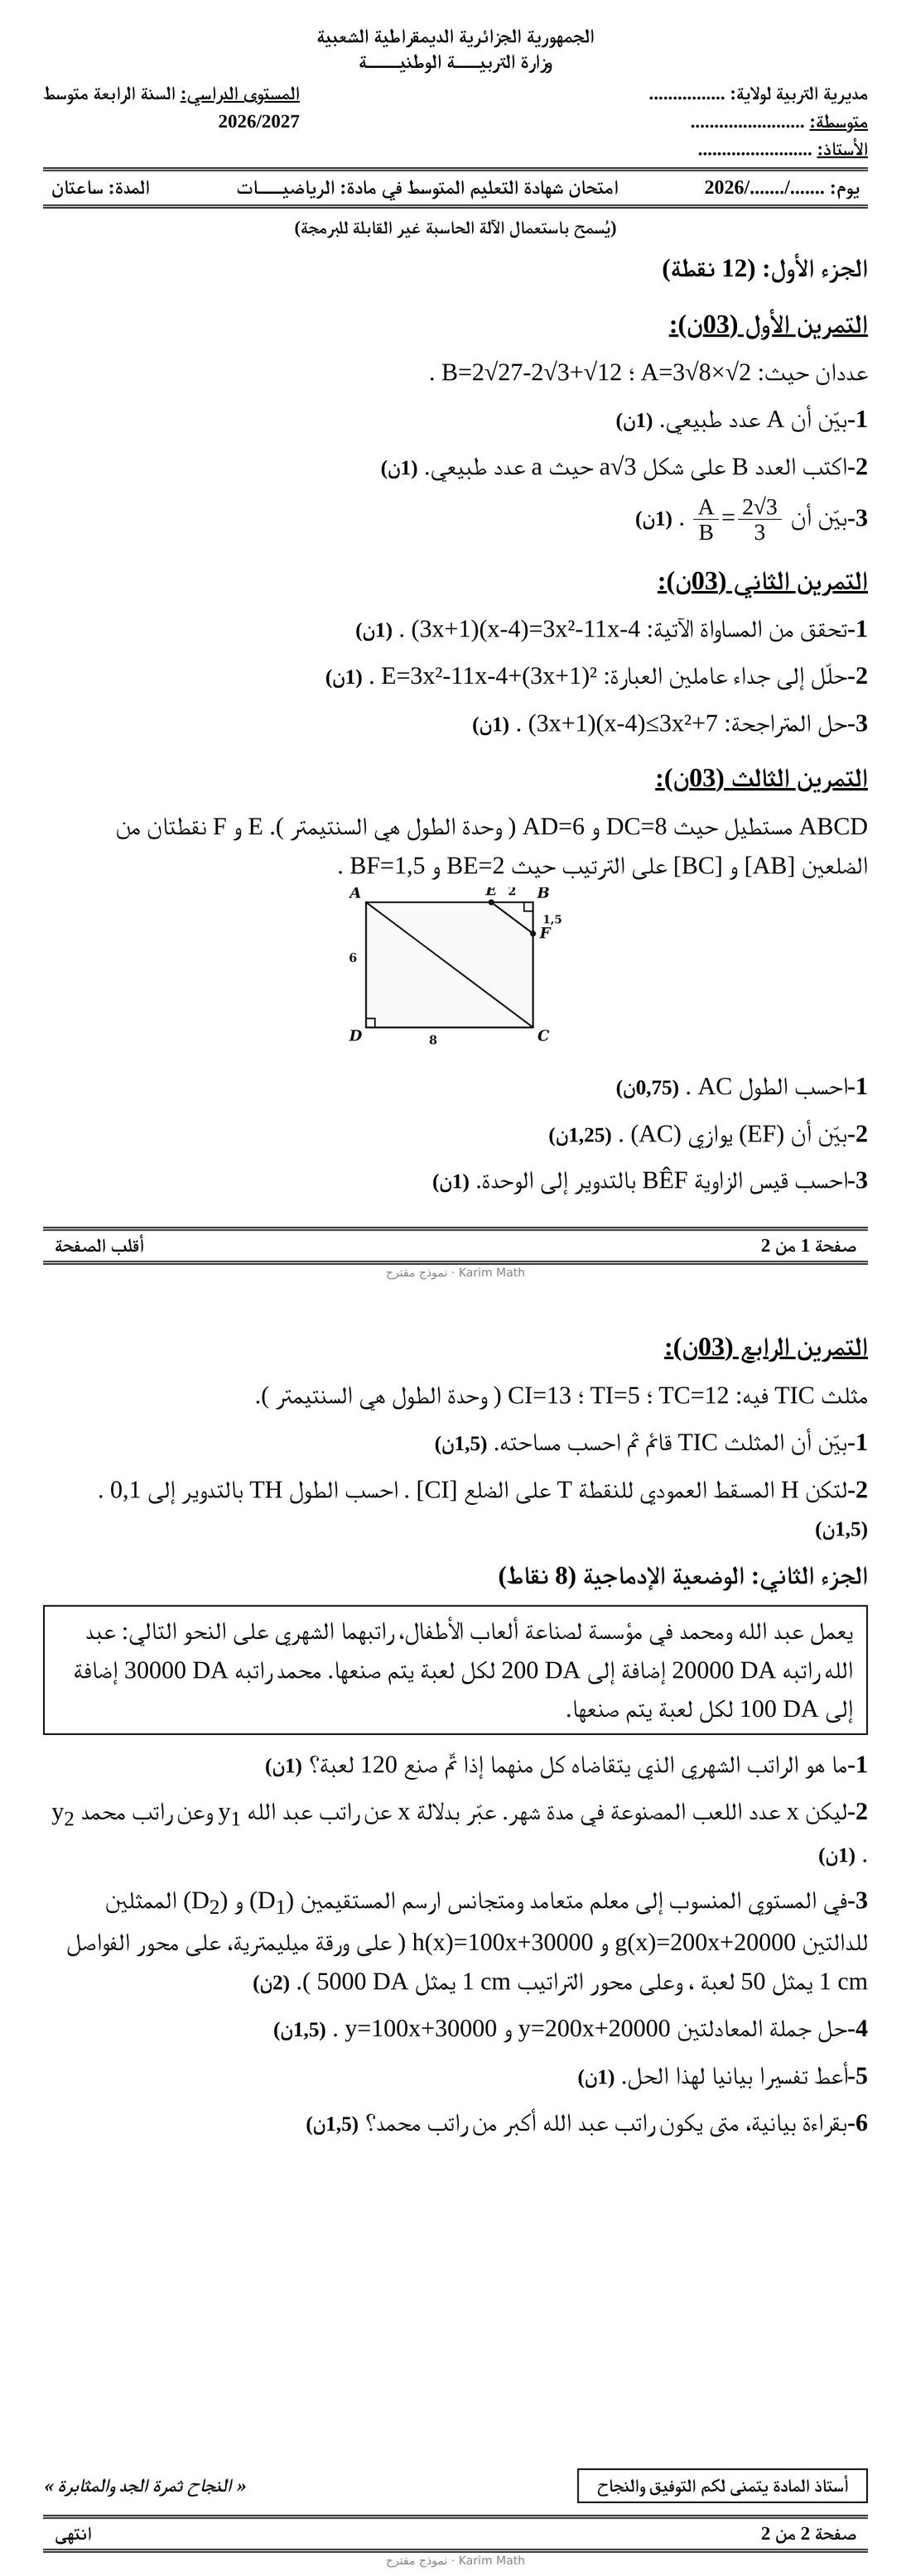 الجمهورية الجزائرية الديمقراطية الشعبية
وزارة التربيـــــة الوطنيـــــــة
مديرية التربية لولاية: ................
المستوى الدراسي: السنة الرابعة متوسط
متوسطة: ........................
2026/2027
الأستاذ: ........................
يوم: ......./......./2026
امتحان شهادة التعليم المتوسط في مادة: الرياضيـــــات
المدة: ساعتان
(يُسمح باستعمال الآلة الحاسبة غير القابلة للبرمجة)
الجزء الأول: (12 نقطة)
التمرين الأول (03ن):
عددان حيث: A=3√8×√2 ؛ B=2√27-2√3+√12 .
1-بيّن أن A عدد طبيعي. (1ن)
2-اكتب العدد B على شكل a√3 حيث a عدد طبيعي. (1ن)
3-بيّن أن A/B=2√3/3 . (1ن)
التمرين الثاني (03ن):
1-تحقق من المساواة الآتية: (3x+1)(x-4)=3x²-11x-4 . (1ن)
2-حلّل إلى جداء عاملين العبارة: E=3x²-11x-4+(3x+1)² . (1ن)
3-حل المتراجحة: (3x+1)(x-4)≤3x²+7 . (1ن)
التمرين الثالث (03ن):
ABCD مستطيل حيث DC=8 و AD=6 ( وحدة الطول هي السنتيمتر ). E و F نقطتان من
الضلعين [AB] و [BC] على الترتيب حيث BE=2 و BF=1,5 .
A E 2 B
1,5
F
6
D C
8
1-احسب الطول AC . (0,75ن)
2-بيّن أن (EF) يوازي (AC) . (1,25ن)
3-احسب قيس الزاوية BÊF بالتدوير إلى الوحدة. (1ن)
صفحة 1 من 2
أقلب الصفحة
Karim Math · نموذج مقترح
التمرين الرابع (03ن):
مثلث TIC فيه: TC=12 ؛ TI=5 ؛ CI=13 ( وحدة الطول هي السنتيمتر ).
1-بيّن أن المثلث TIC قائم ثم احسب مساحته. (1,5ن)
2-لتكن H المسقط العمودي للنقطة T على الضلع [CI] . احسب الطول TH بالتدوير إلى 0,1 .
(1,5ن)
الجزء الثاني: الوضعية الإدماجية (8 نقاط)
يعمل عبد الله ومحمد في مؤسسة لصناعة ألعاب الأطفال، راتبهما الشهري على النحو التالي: عبد
الله راتبه 20000 DA إضافة إلى 200 DA لكل لعبة يتم صنعها. محمد راتبه 30000 DA إضافة
إلى 100 DA لكل لعبة يتم صنعها.
1-ما هو الراتب الشهري الذي يتقاضاه كل منهما إذا تمّ صنع 120 لعبة؟ (1ن)
2-ليكن x عدد اللعب المصنوعة في مدة شهر. عبّر بدلالة x عن راتب عبد الله y₁ وعن راتب محمد y₂
. (1ن)
3-في المستوي المنسوب إلى معلم متعامد ومتجانس ارسم المستقيمين (D₁) و (D₂) الممثلين
للدالتين g(x)=200x+20000 و h(x)=100x+30000 ( على ورقة ميليمترية، على محور الفواصل
1 cm يمثل 50 لعبة ، وعلى محور التراتيب 1 cm يمثل 5000 DA ). (2ن)
4-حل جملة المعادلتين y=200x+20000 و y=100x+30000 . (1,5ن)
5-أعط تفسيرا بيانيا لهذا الحل. (1ن)
6-بقراءة بيانية، متى يكون راتب عبد الله أكبر من راتب محمد؟ (1,5ن)
أستاذ المادة يتمنى لكم التوفيق والنجاح
« النجاح ثمرة الجد والمثابرة »
صفحة 2 من 2
انتهى
Karim Math · نموذج مقترح